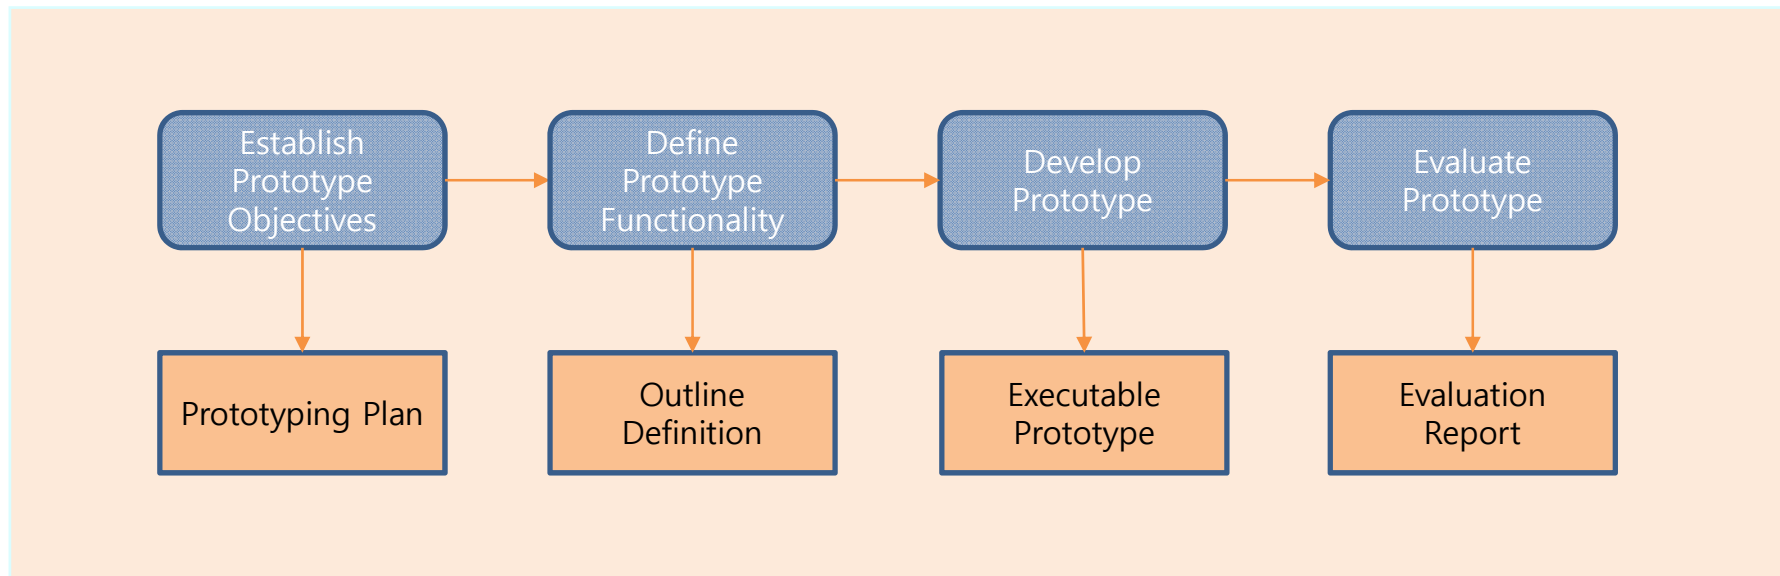 Establish
Prototype
Objectives
Define
Prototype
Functionality
Develop
Prototype
Evaluate
Prototype
Prototyping Plan
Outline
Definition
Executable
Prototype
Evaluation
Report